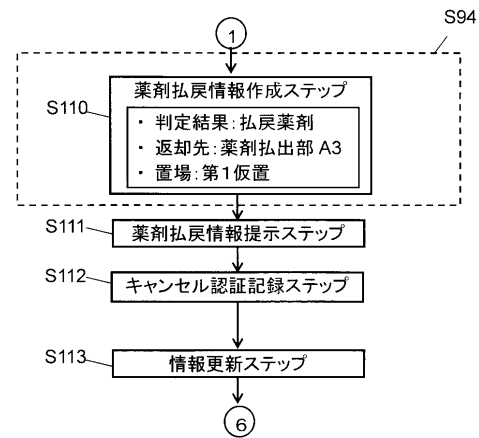 1
S94
薬剤払戻情報作成ステップ
S110
・ 判定結果:払戻薬剤
・ 返却先:薬剤払出部 A3
・ 置場:第1仮置
S111
薬剤払戻情報提示ステップ
S112
キャンセル認証記録ステップ
S113
情報更新ステップ
6